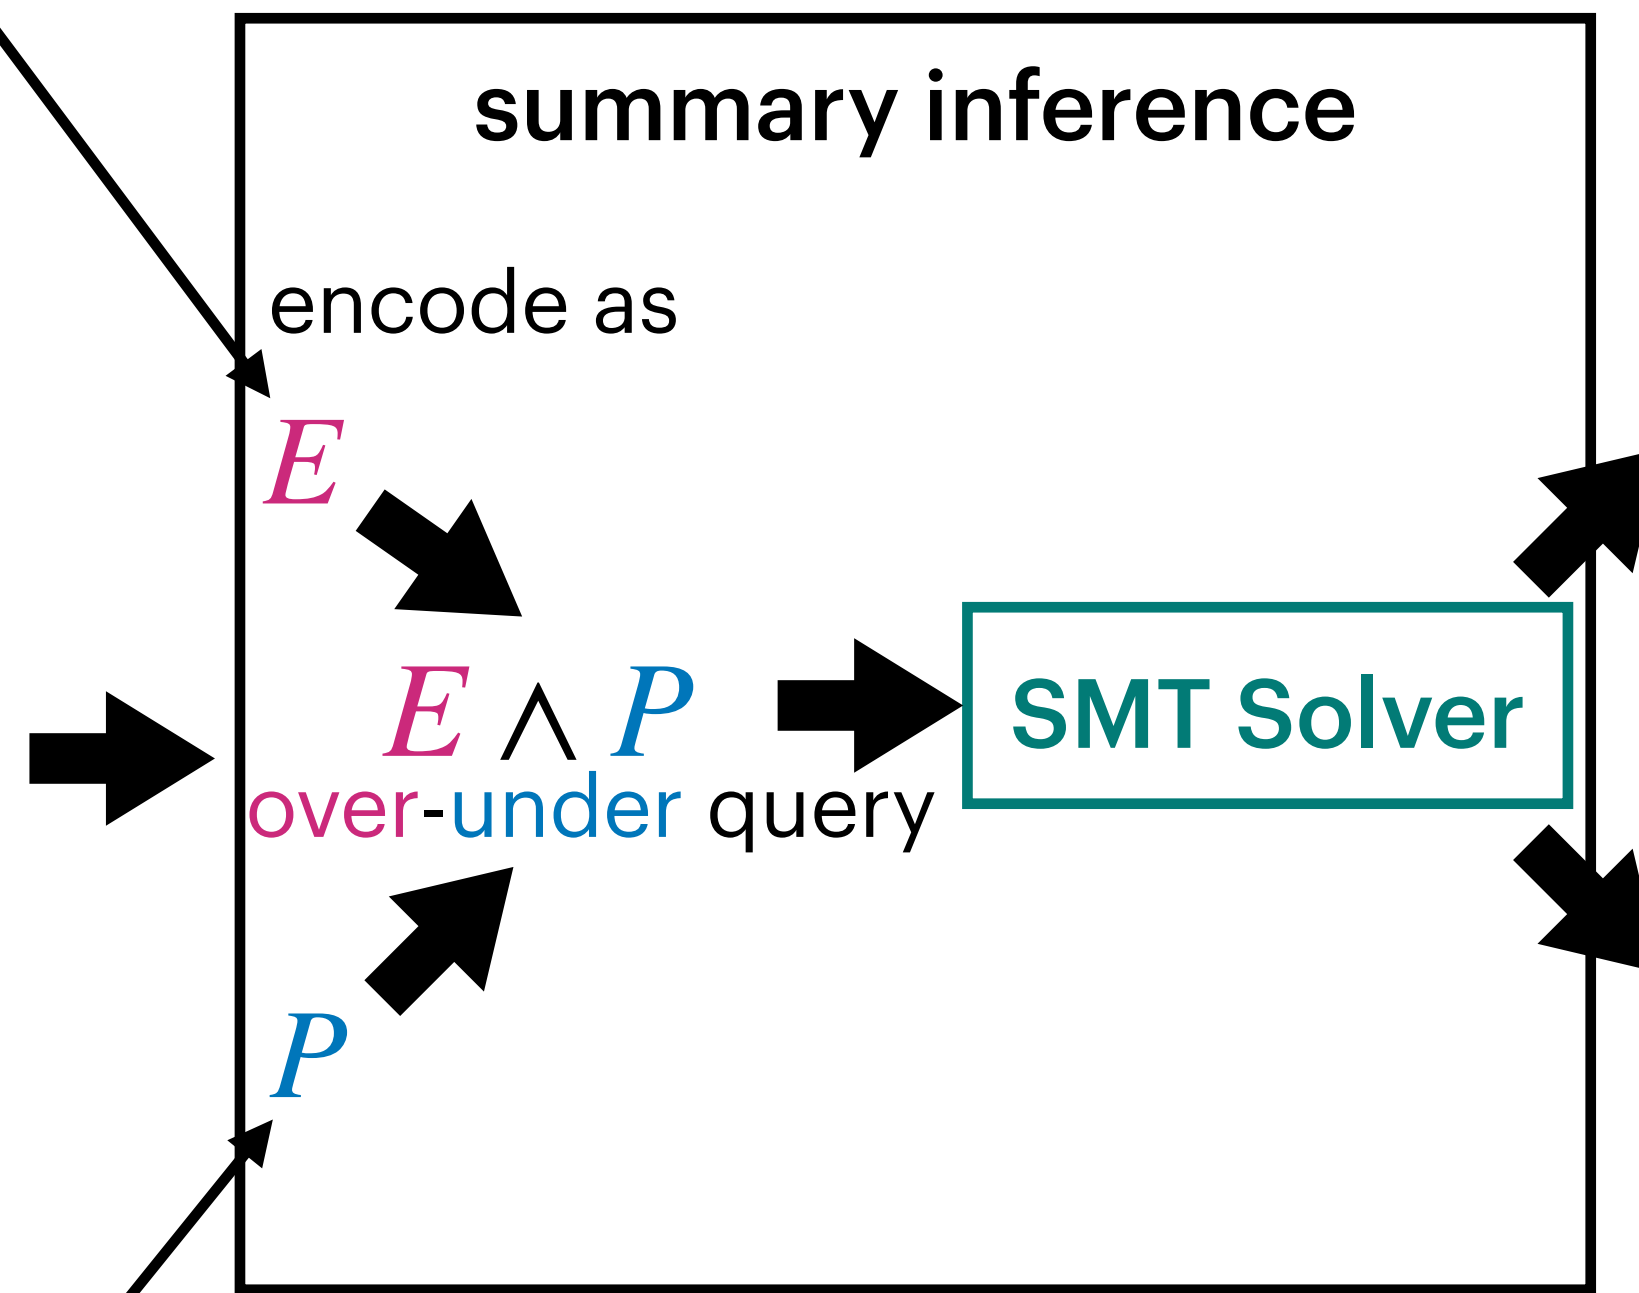 summary inference
encode as
E
E ∧ P
over-under query
SMT Solver
P